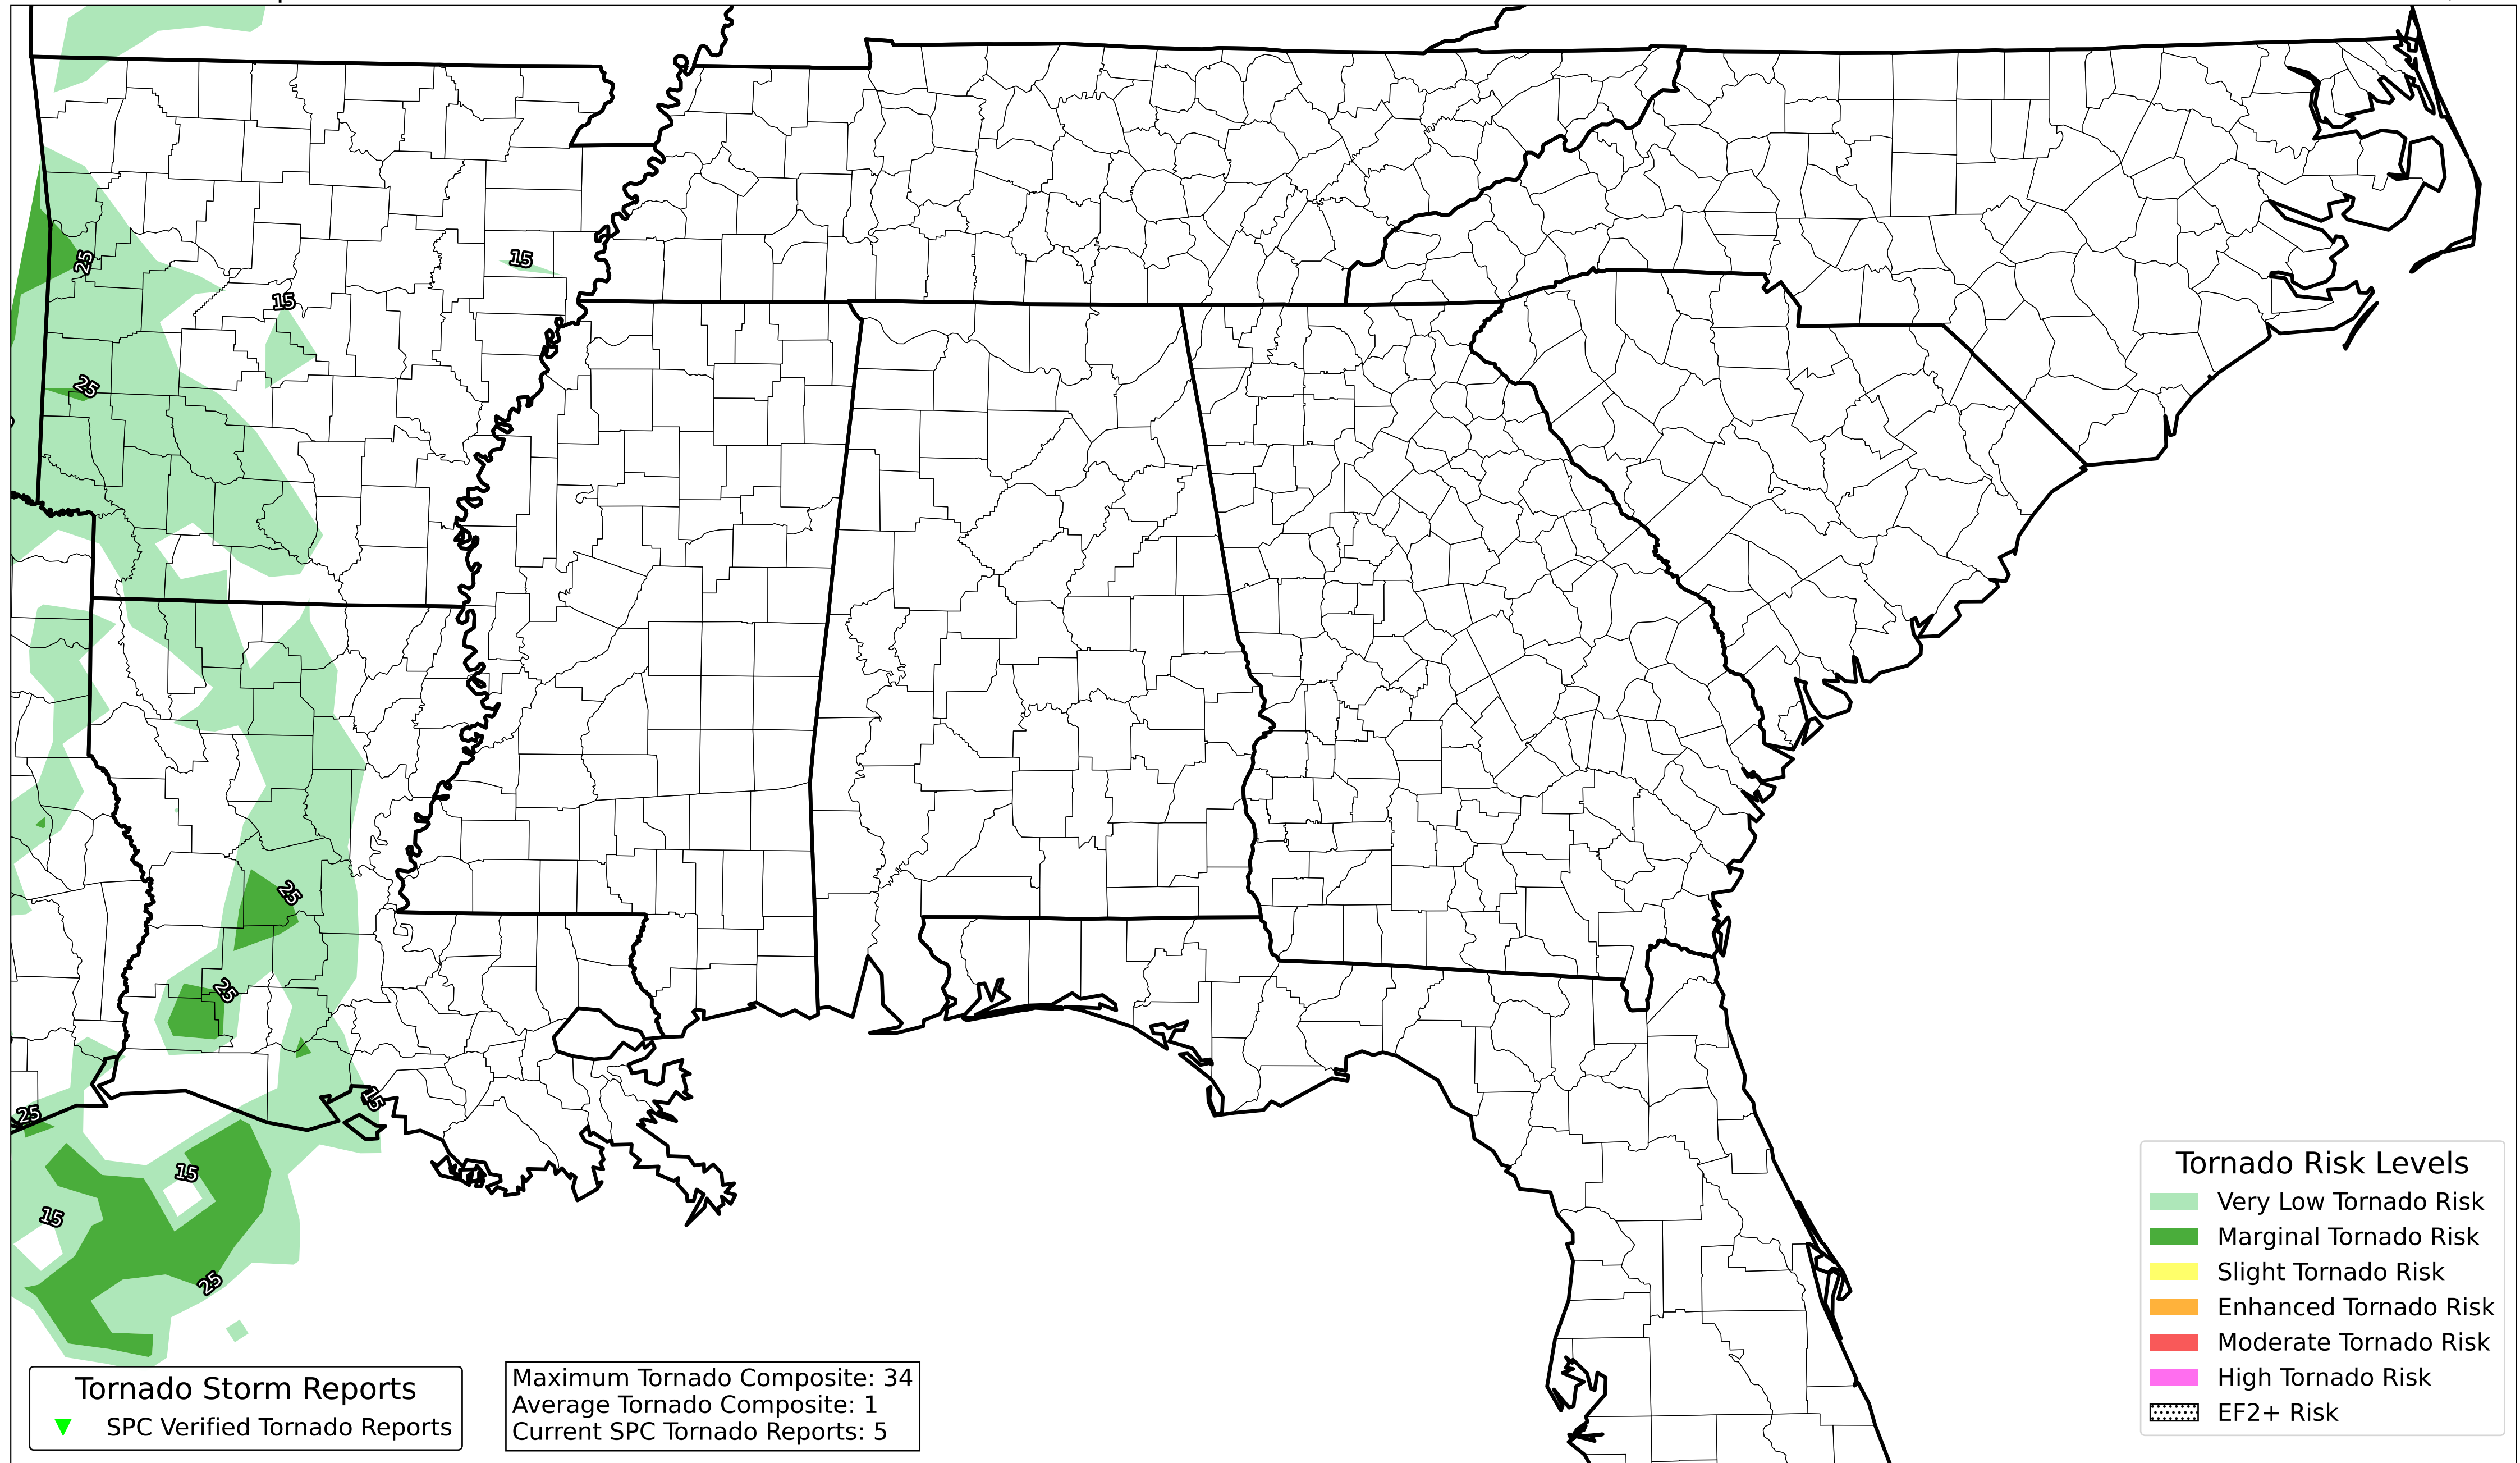 25
15
15
25
25
25
15
25
15
15
25
Tornado Storm Reports
SPC Verified Tornado Reports
Maximum Tornado Composite: 34
Average Tornado Composite: 1
Current SPC Tornado Reports: 5
Tornado Risk Levels
Very Low Tornado Risk
Marginal Tornado Risk
Slight Tornado Risk
Enhanced Tornado Risk
Moderate Tornado Risk
High Tornado Risk
EF2+ Risk